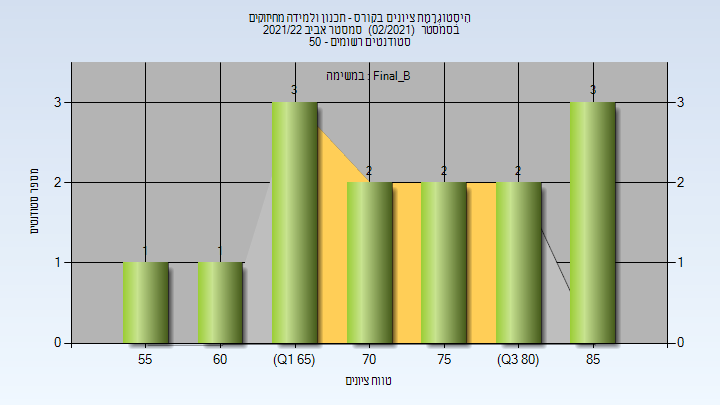 היסטוגרמת ציונים בקורס - תכנון ולמידה מחיזוקים
בסמסטר (02/2021) סמסטר אביב 2021/22
סטודנטים רשומים - 50
במשימה : Final_B
מספר סטודנטים
3
2
1
0
3
2
1
0
1
1
3
2
2
2
3
55
60
(Q1 65)
70
75
(Q3 80)
85
טווח ציונים